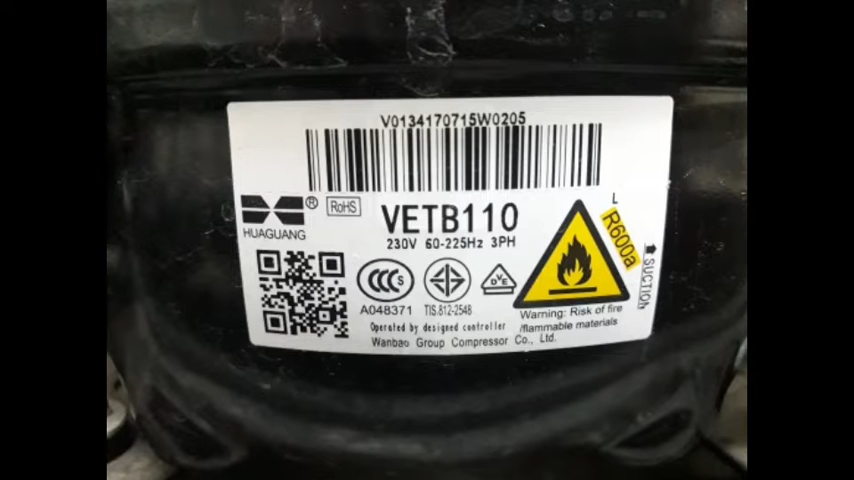 V0134170715W0205
HUAGUANG
®
RoHS
VETB110
230V 60-225Hz 3PH
L
R600a
SUCTION
CCC S
A048371
TIS.812-2548
DVE
Warning: Risk of fire
/flammable materials
Operated by designed controller
Wanbao Group Compressor Co., Ltd.